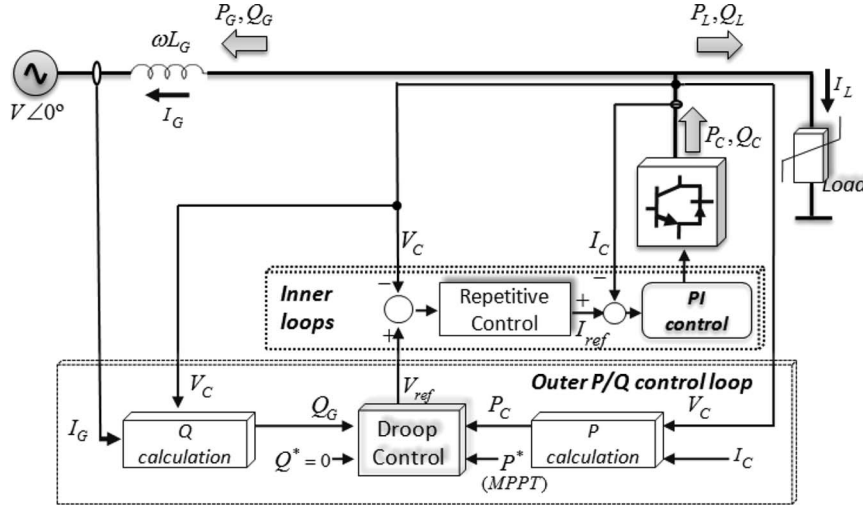 P_G, Q_G
P_L, Q_L
ωL_G
V∠0º
I_G
I_L
P_C, Q_C
Load
V_C
I_C
Inner loops
−
+
Repetitive Control
+
I_ref
−
PI control
Outer P/Q control loop
V_C
V_ref
V_C
I_G
Q calculation
Q_G
Droop Control
P_C
P calculation
Q* = 0
P*
(MPPT)
I_C